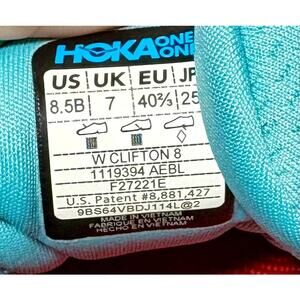 HOKA ONE ONE
US UK EU JP
8.5B 7 40⅔ 25
W CLIFTON 8
1119394 AEBL
F27221E
U.S. Patent #8,881,427
9BS64VBDJ114L@2
MADE IN VIETNAM
FABRIQUÉ EN VIETNAM
HECHO EN VIETNAM